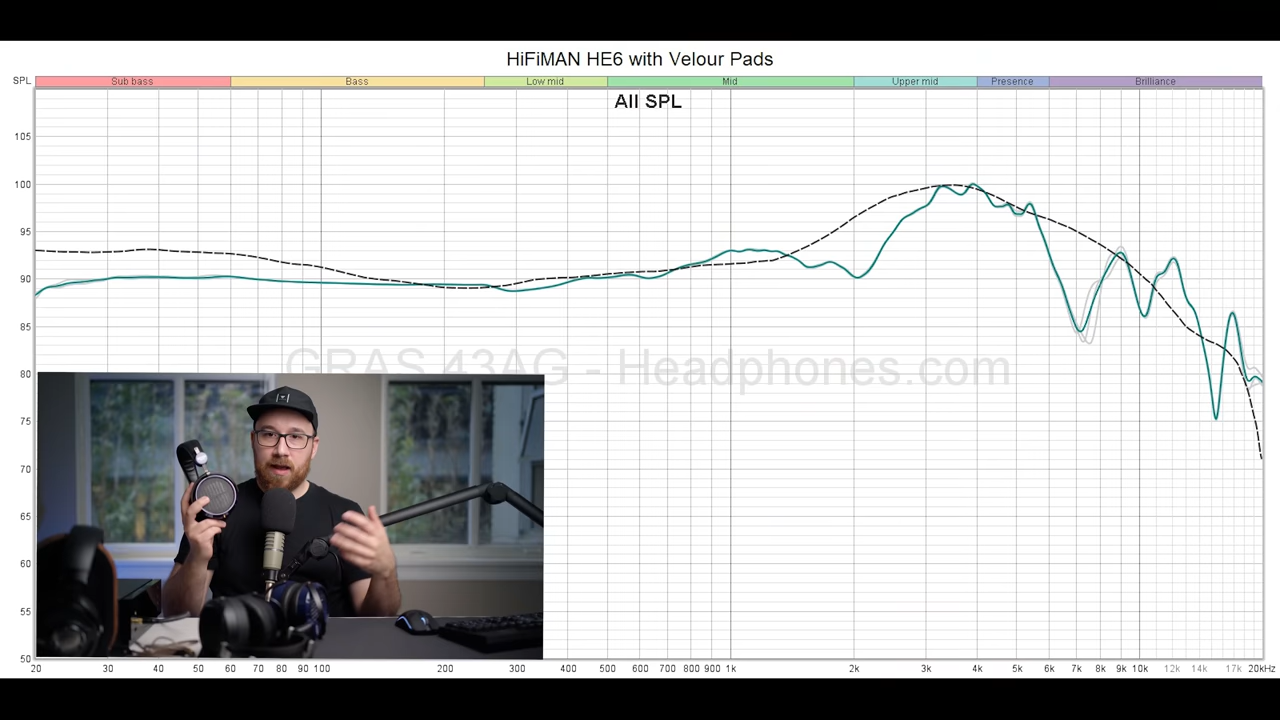 HiFiMAN HE6 with Velour Pads
SPL Sub bass Bass Low mid Mid Upper mid Presence Brilliance
All SPL
105
100
95
90
85
GRAS 43AG - Headphones.com
80
75
70
65
60
55
50
20 30 40 50 60 70 80 90 100 200 300 400 500 600 700 800 900 1k 2k 3k 4k 5k 6k 7k 8k 9k 10k 12k 14k 17k 20kHz